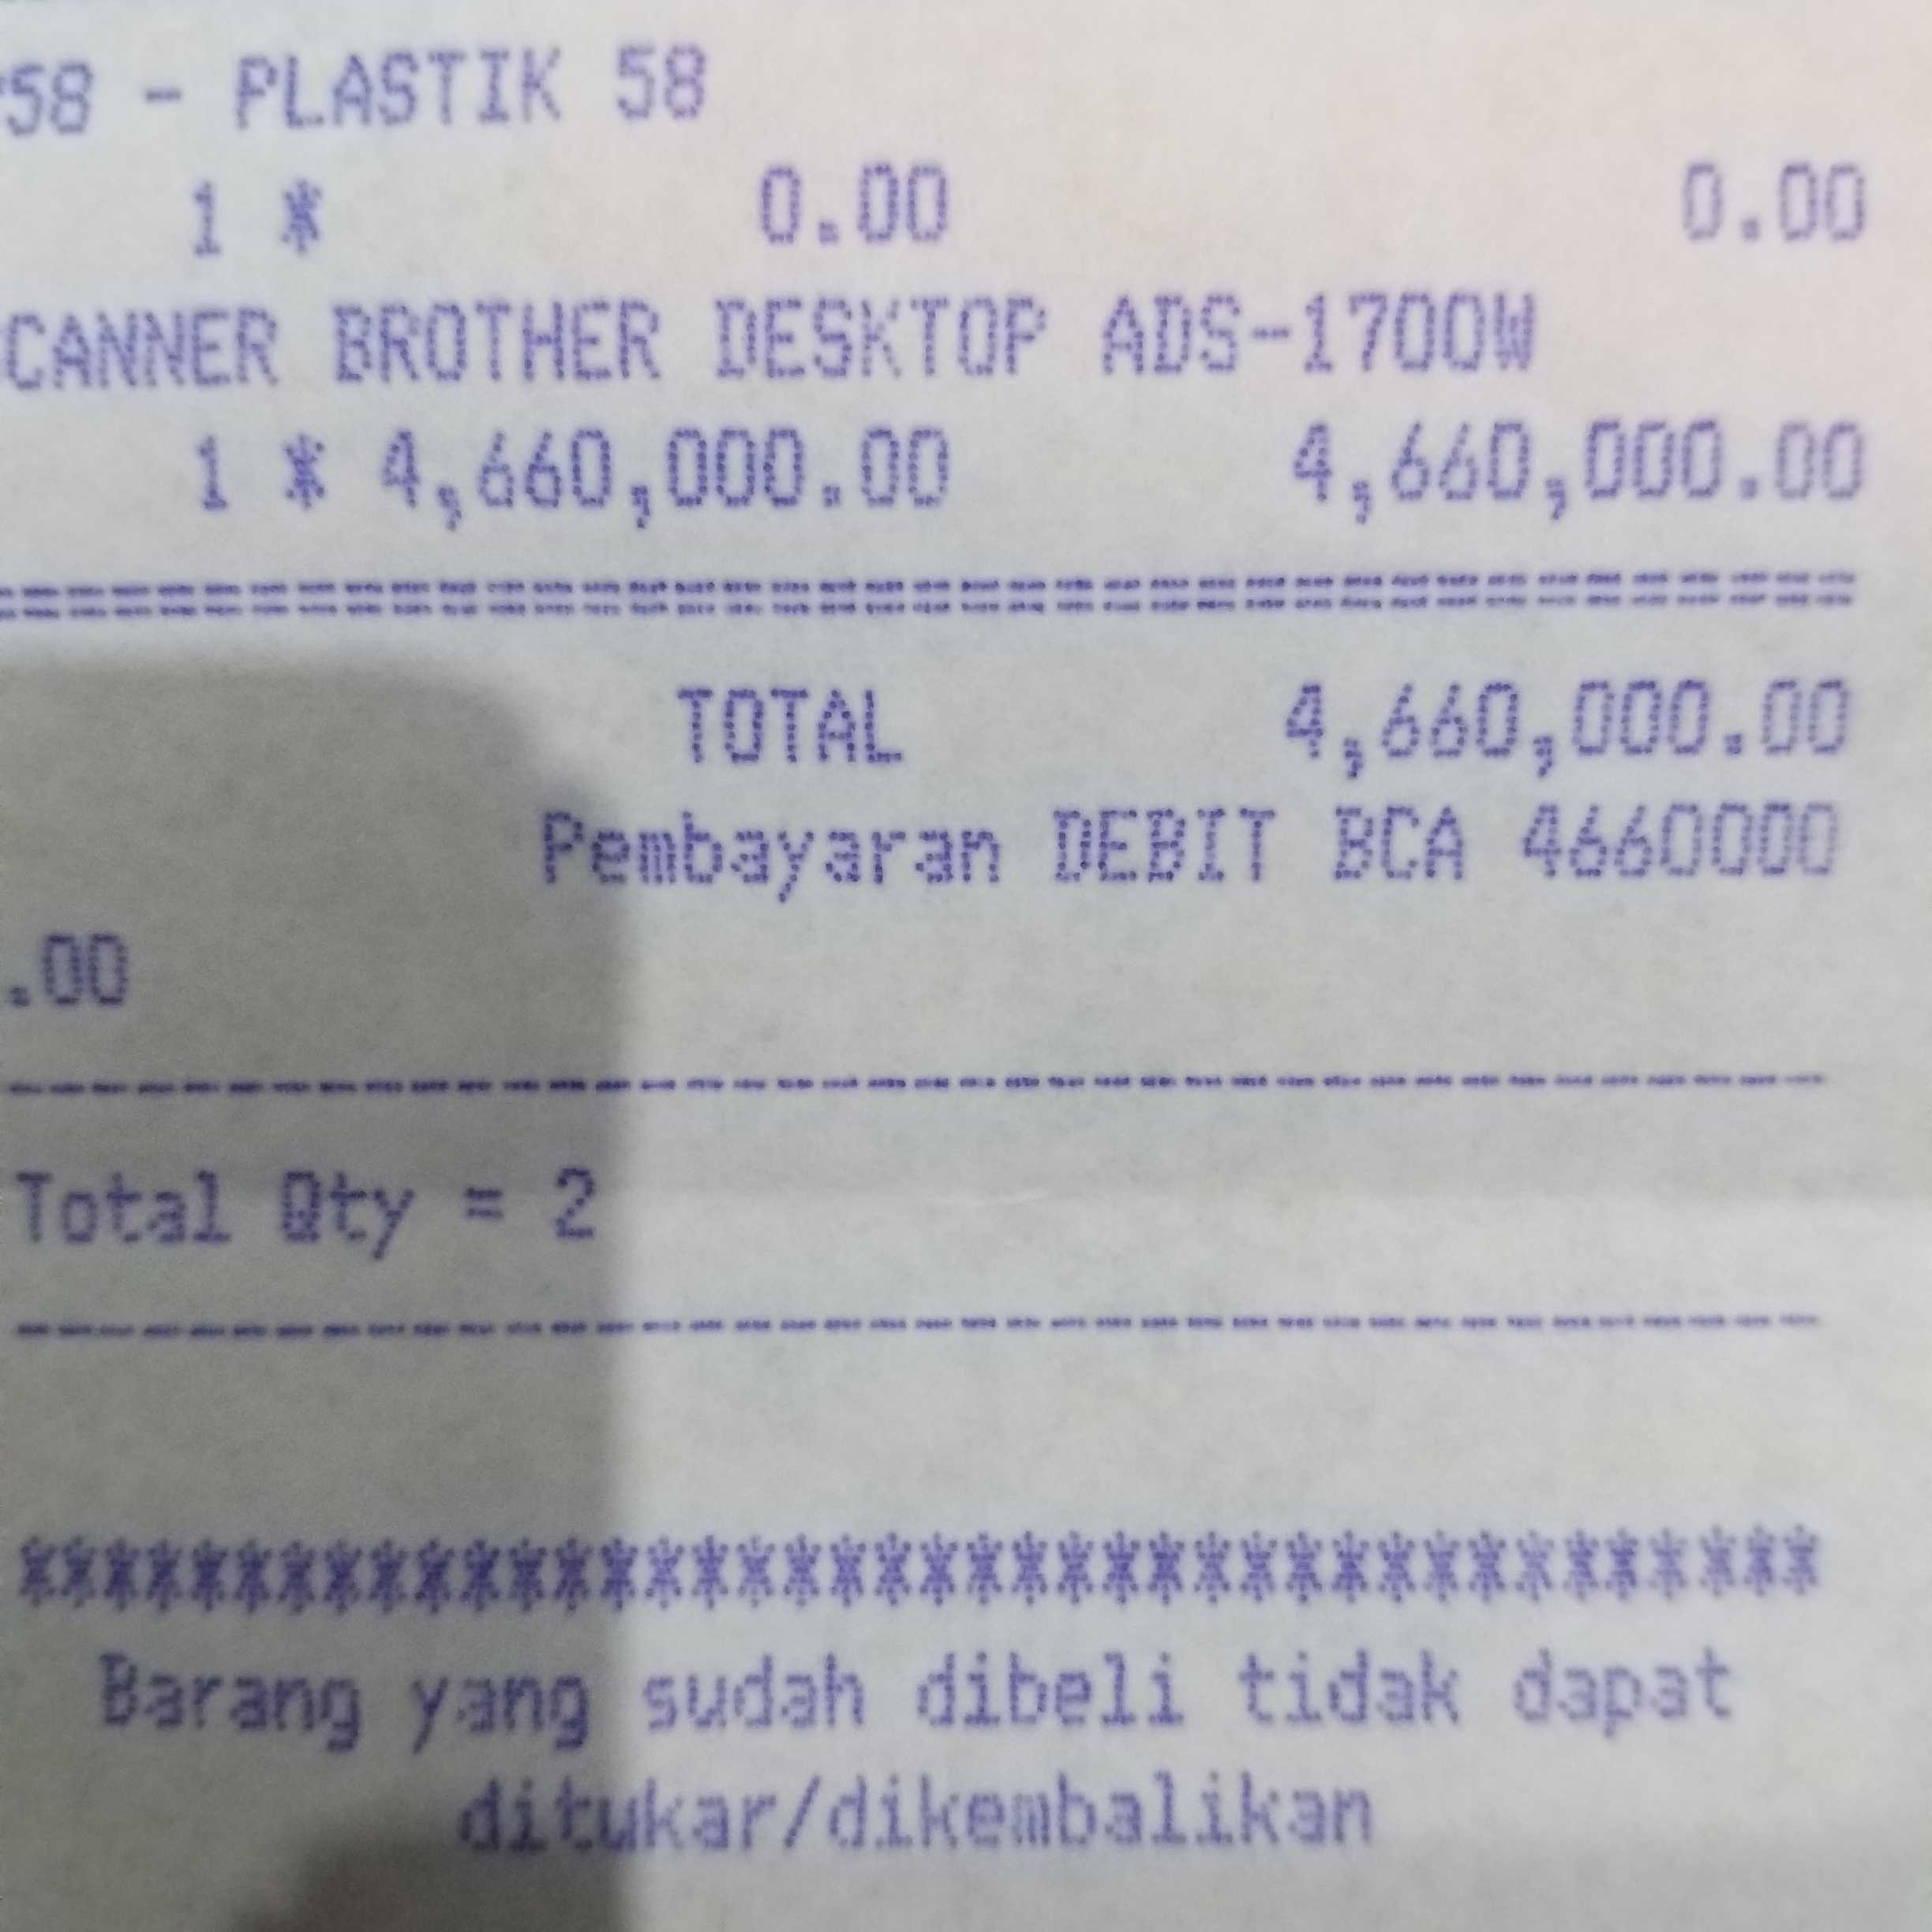 58 - PLASTIK 58
1 * 0.00 0.00
CANNER BROTHER DESKTOP ADS-1700W
1 * 4,660,000.00 4,660,000.00
TOTAL 4,660,000.00
Pembayaran DEBIT BCA 4660000
.00
Total Qty = 2
****************************************
Barang yang sudah dibeli tidak dapat
ditukar/dikembalikan